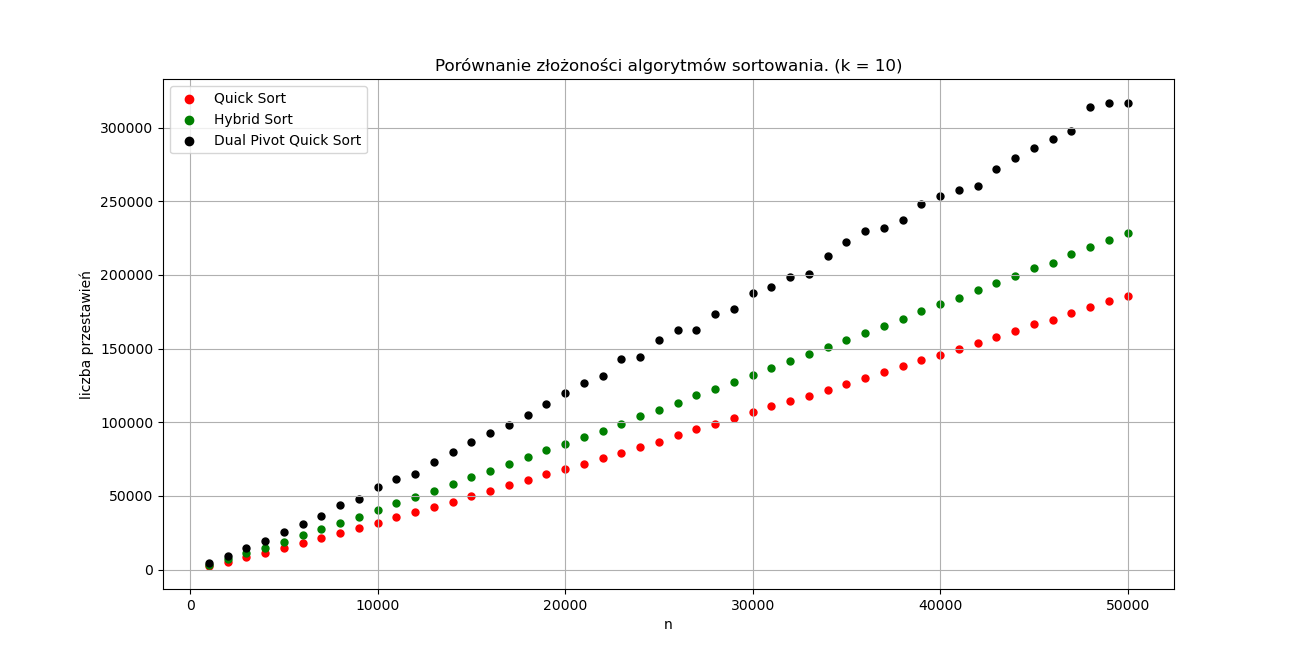 Porównanie złożoności algorytmów sortowania. (k = 10)
Quick Sort
Hybrid Sort
Dual Pivot Quick Sort
liczba przestawień
300000
250000
200000
150000
100000
50000
0
0 10000 20000 30000 40000 50000
n